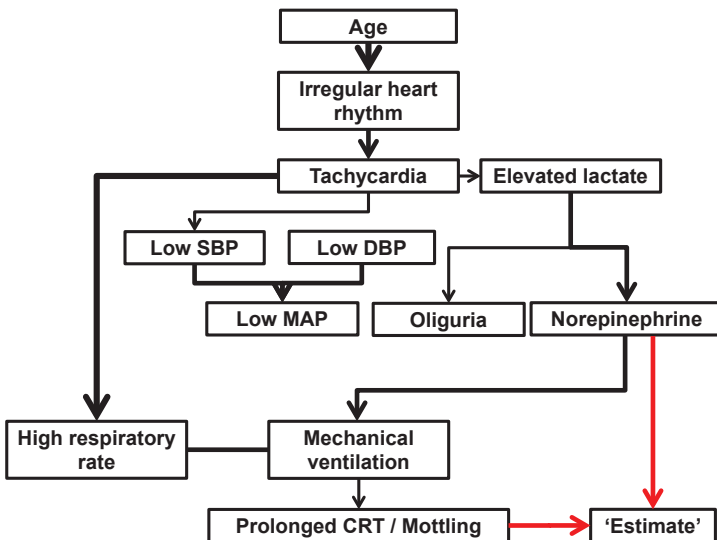 Age
Irregular heart
rhythm
Tachycardia
Elevated lactate
Low SBP
Low DBP
Low MAP
Oliguria
Norepinephrine
High respiratory
rate
Mechanical
ventilation
Prolonged CRT / Mottling
‘Estimate’